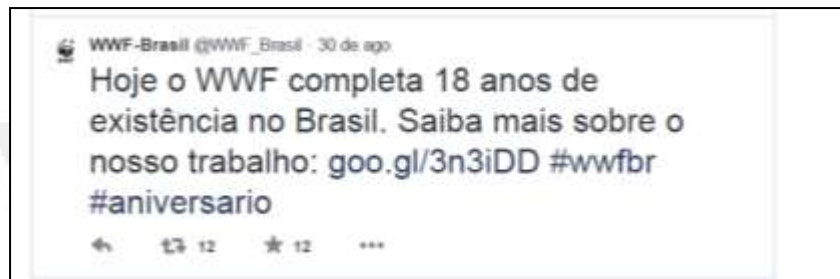 WWF-Brasil @WWF_Brasil · 30 de ago
Hoje o WWF completa 18 anos de
existência no Brasil. Saiba mais sobre o
nosso trabalho: goo.gl/3n3iDD #wwfbr
#aniversario
12 12